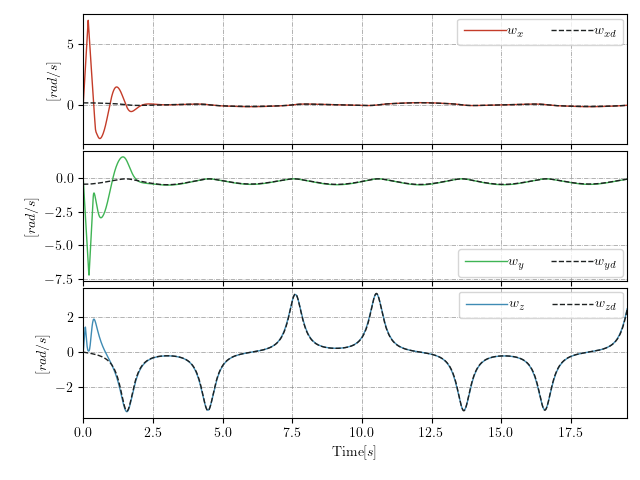 5
0
[rad/s]
w_x w_xd
0.0
−2.5
−5.0
−7.5
[rad/s]
w_y w_yd
2
0
−2
[rad/s]
w_z w_zd
0.0 2.5 5.0 7.5 10.0 12.5 15.0 17.5
Time[s]